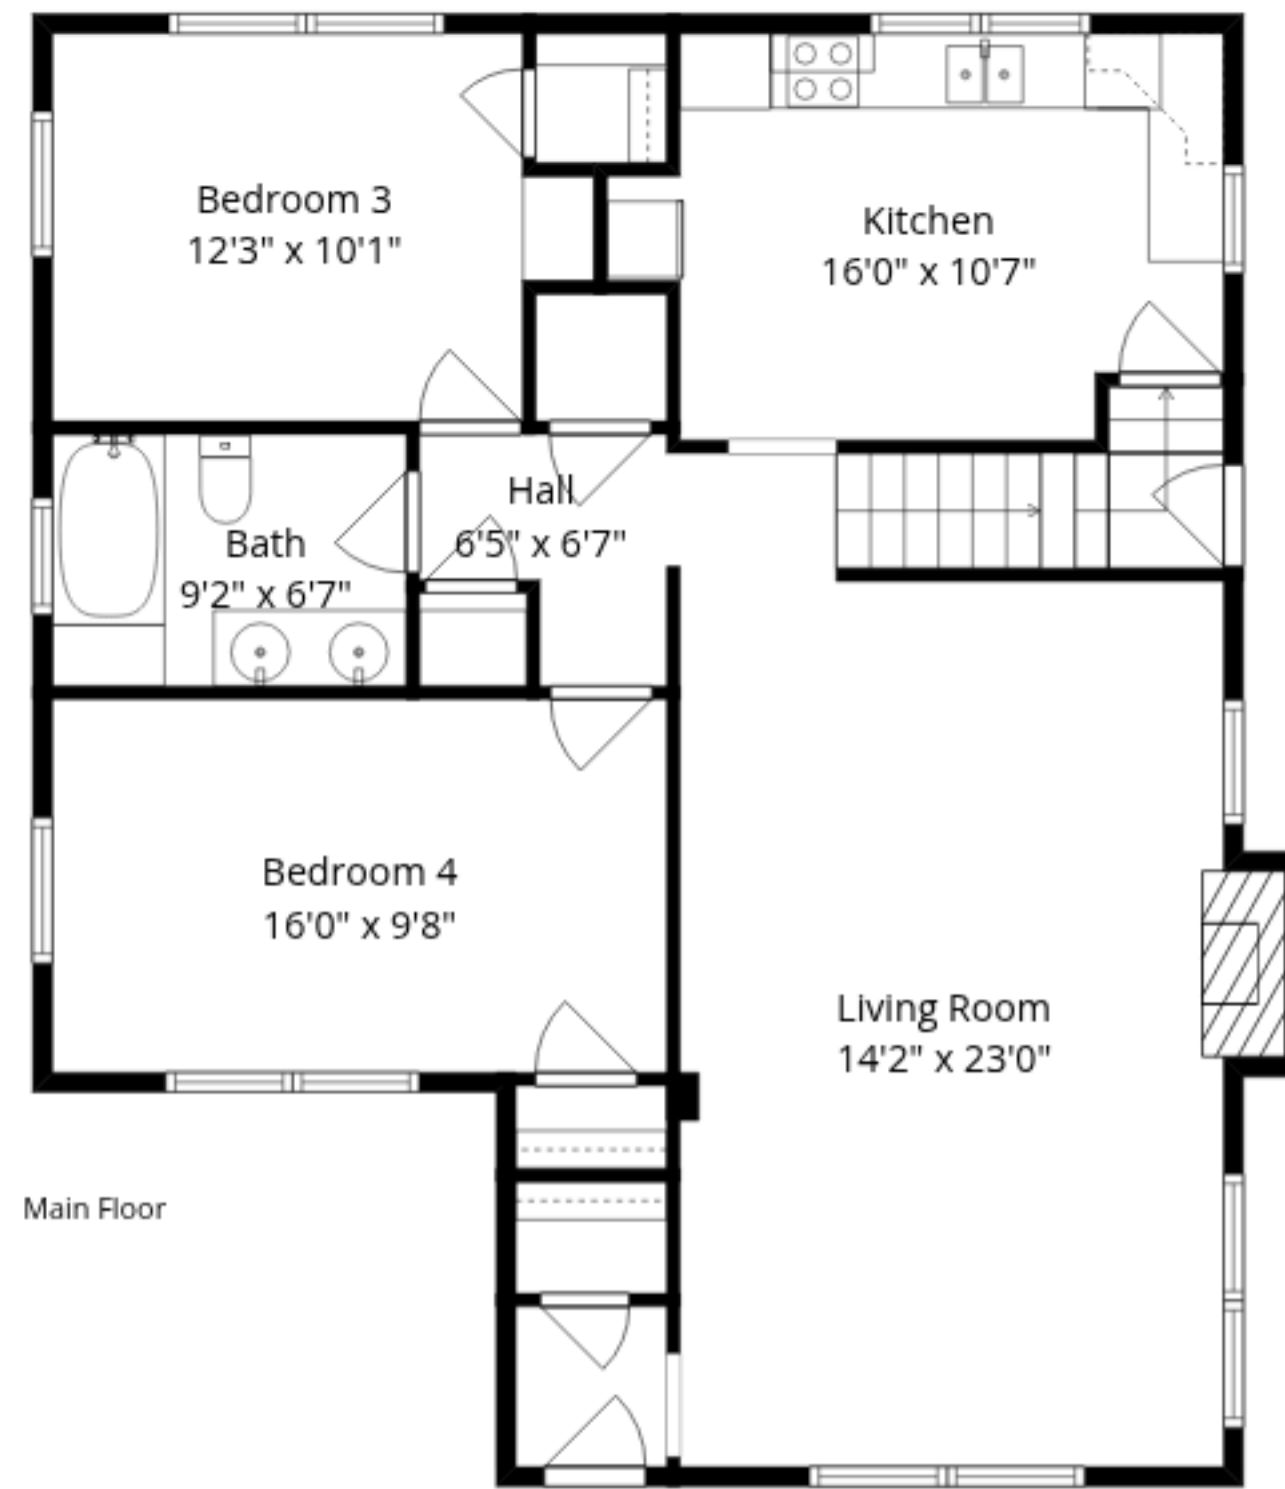 Bedroom 3
12'3" x 10'1"
Kitchen
16'0" x 10'7"
Hall
6'5" x 6'7"
Bath
9'2" x 6'7"
Bedroom 4
16'0" x 9'8"
Living Room
14'2" x 23'0"
Main Floor